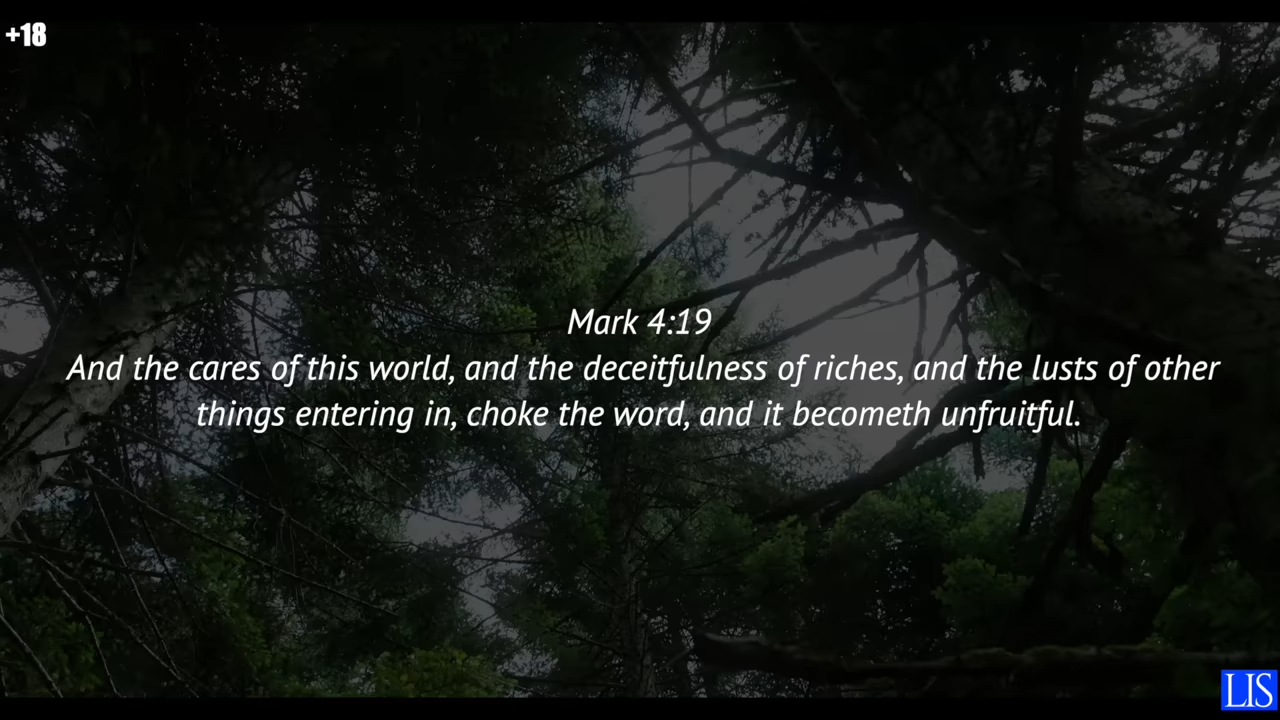 +18
Mark 4:19
And the cares of this world, and the deceitfulness of riches, and the lusts of other
things entering in, choke the word, and it becometh unfruitful.
LIS